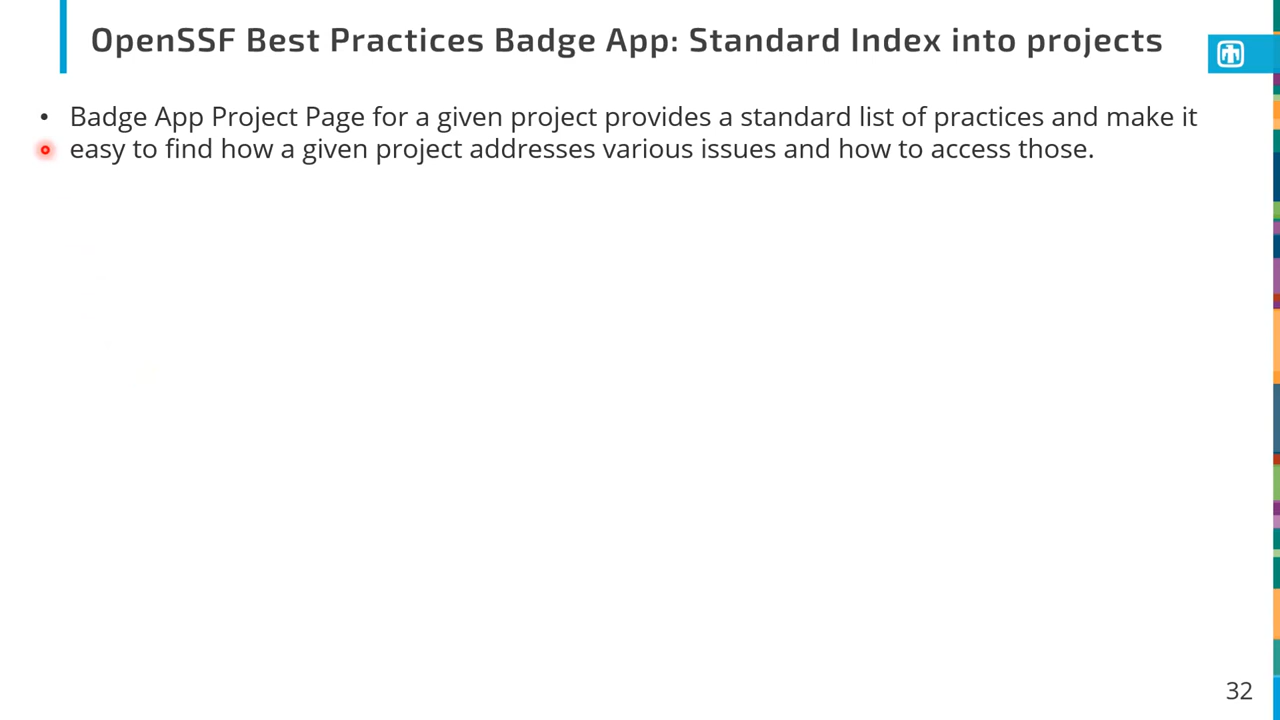 OpenSSF Best Practices Badge App: Standard Index into projects
• Badge App Project Page for a given project provides a standard list of practices and make it
easy to find how a given project addresses various issues and how to access those.
32